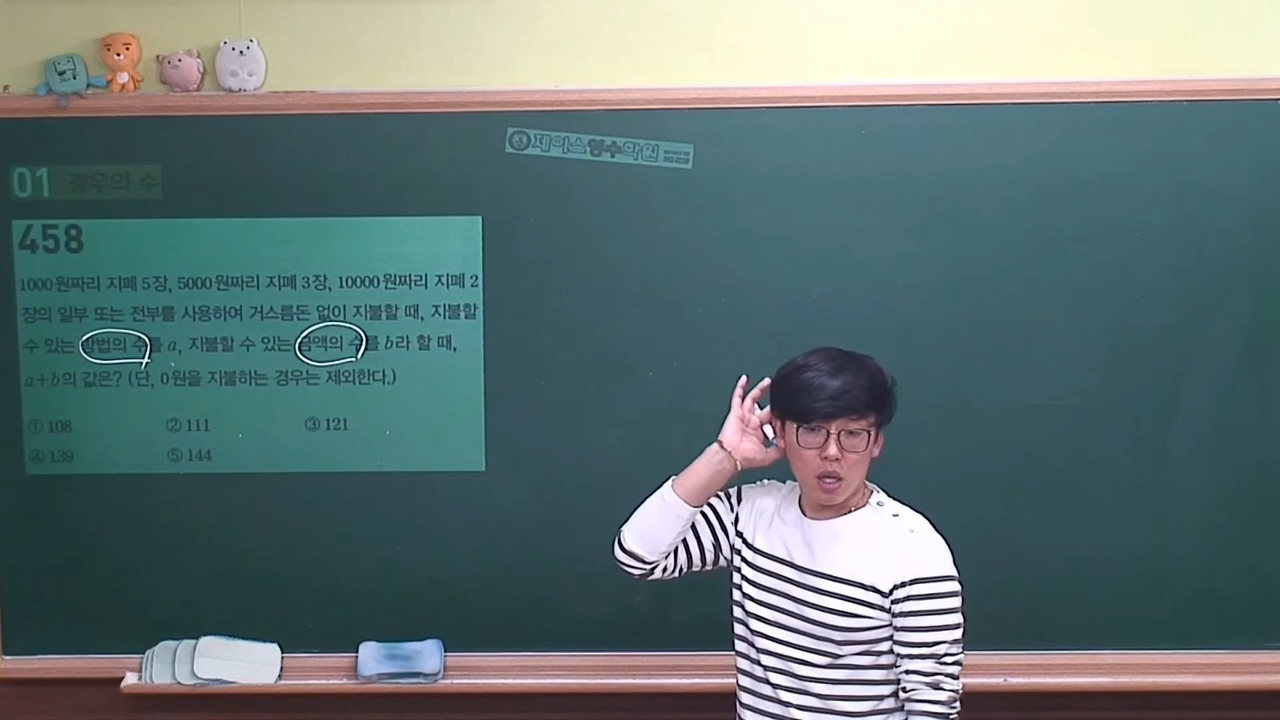 제이스영수학원
01 경우의 수
458
1000원짜리 지폐 5장, 5000원짜리 지폐 3장, 10000원짜리 지폐 2
장의 일부 또는 전부를 사용하여 거스름돈 없이 지불할 때, 지불할
수 있는 방법의 수를 a, 지불할 수 있는 금액의 수를 b라 할 때,
a+b의 값은? (단, 0원을 지불하는 경우는 제외한다.)
① 108 ② 111 ③ 121
④ 139 ⑤ 144